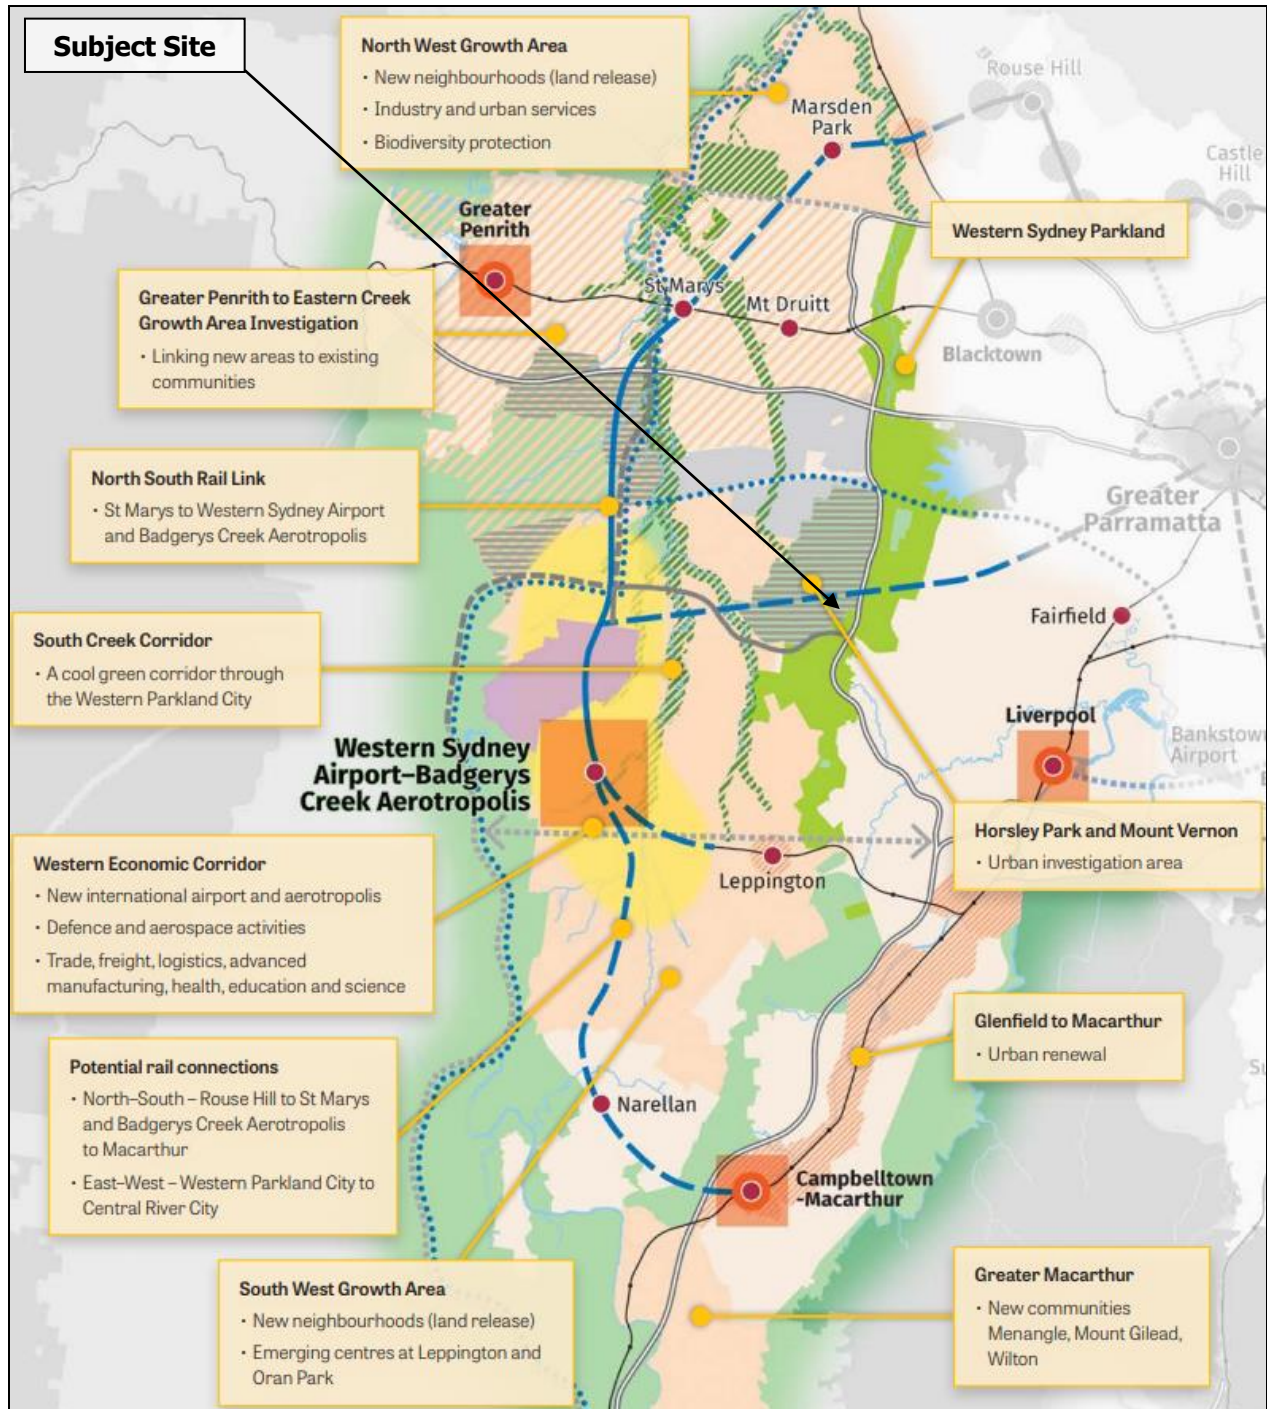 Subject Site
North West Growth Area
· New neighbourhoods (land release)
· Industry and urban services
· Biodiversity protection
Rouse Hill
Marsden
Park
Castle
Hill
Greater
Penrith
Western Sydney Parkland
Greater Penrith to Eastern Creek
Growth Area Investigation
· Linking new areas to existing
communities
St Marys
Mt Druitt
Blacktown
North South Rail Link
· St Marys to Western Sydney Airport
and Badgerys Creek Aerotropolis
Greater
Parramatta
South Creek Corridor
· A cool green corridor through
the Western Parkland City
Fairfield
Liverpool
Bankstow
Airport
Western Sydney
Airport–Badgerys
Creek Aerotropolis
Horsley Park and Mount Vernon
· Urban investigation area
Western Economic Corridor
· New international airport and aerotropolis
· Defence and aerospace activities
· Trade, freight, logistics, advanced
manufacturing, health, education and science
Leppington
Glenfield to Macarthur
· Urban renewal
Potential rail connections
· North–South – Rouse Hill to St Marys
and Badgerys Creek Aerotropolis
to Macarthur
· East–West – Western Parkland City to
Central River City
Narellan
Campbelltown
-Macarthur
South West Growth Area
· New neighbourhoods (land release)
· Emerging centres at Leppington and
Oran Park
Greater Macarthur
· New communities
Menangle, Mount Gilead,
Wilton